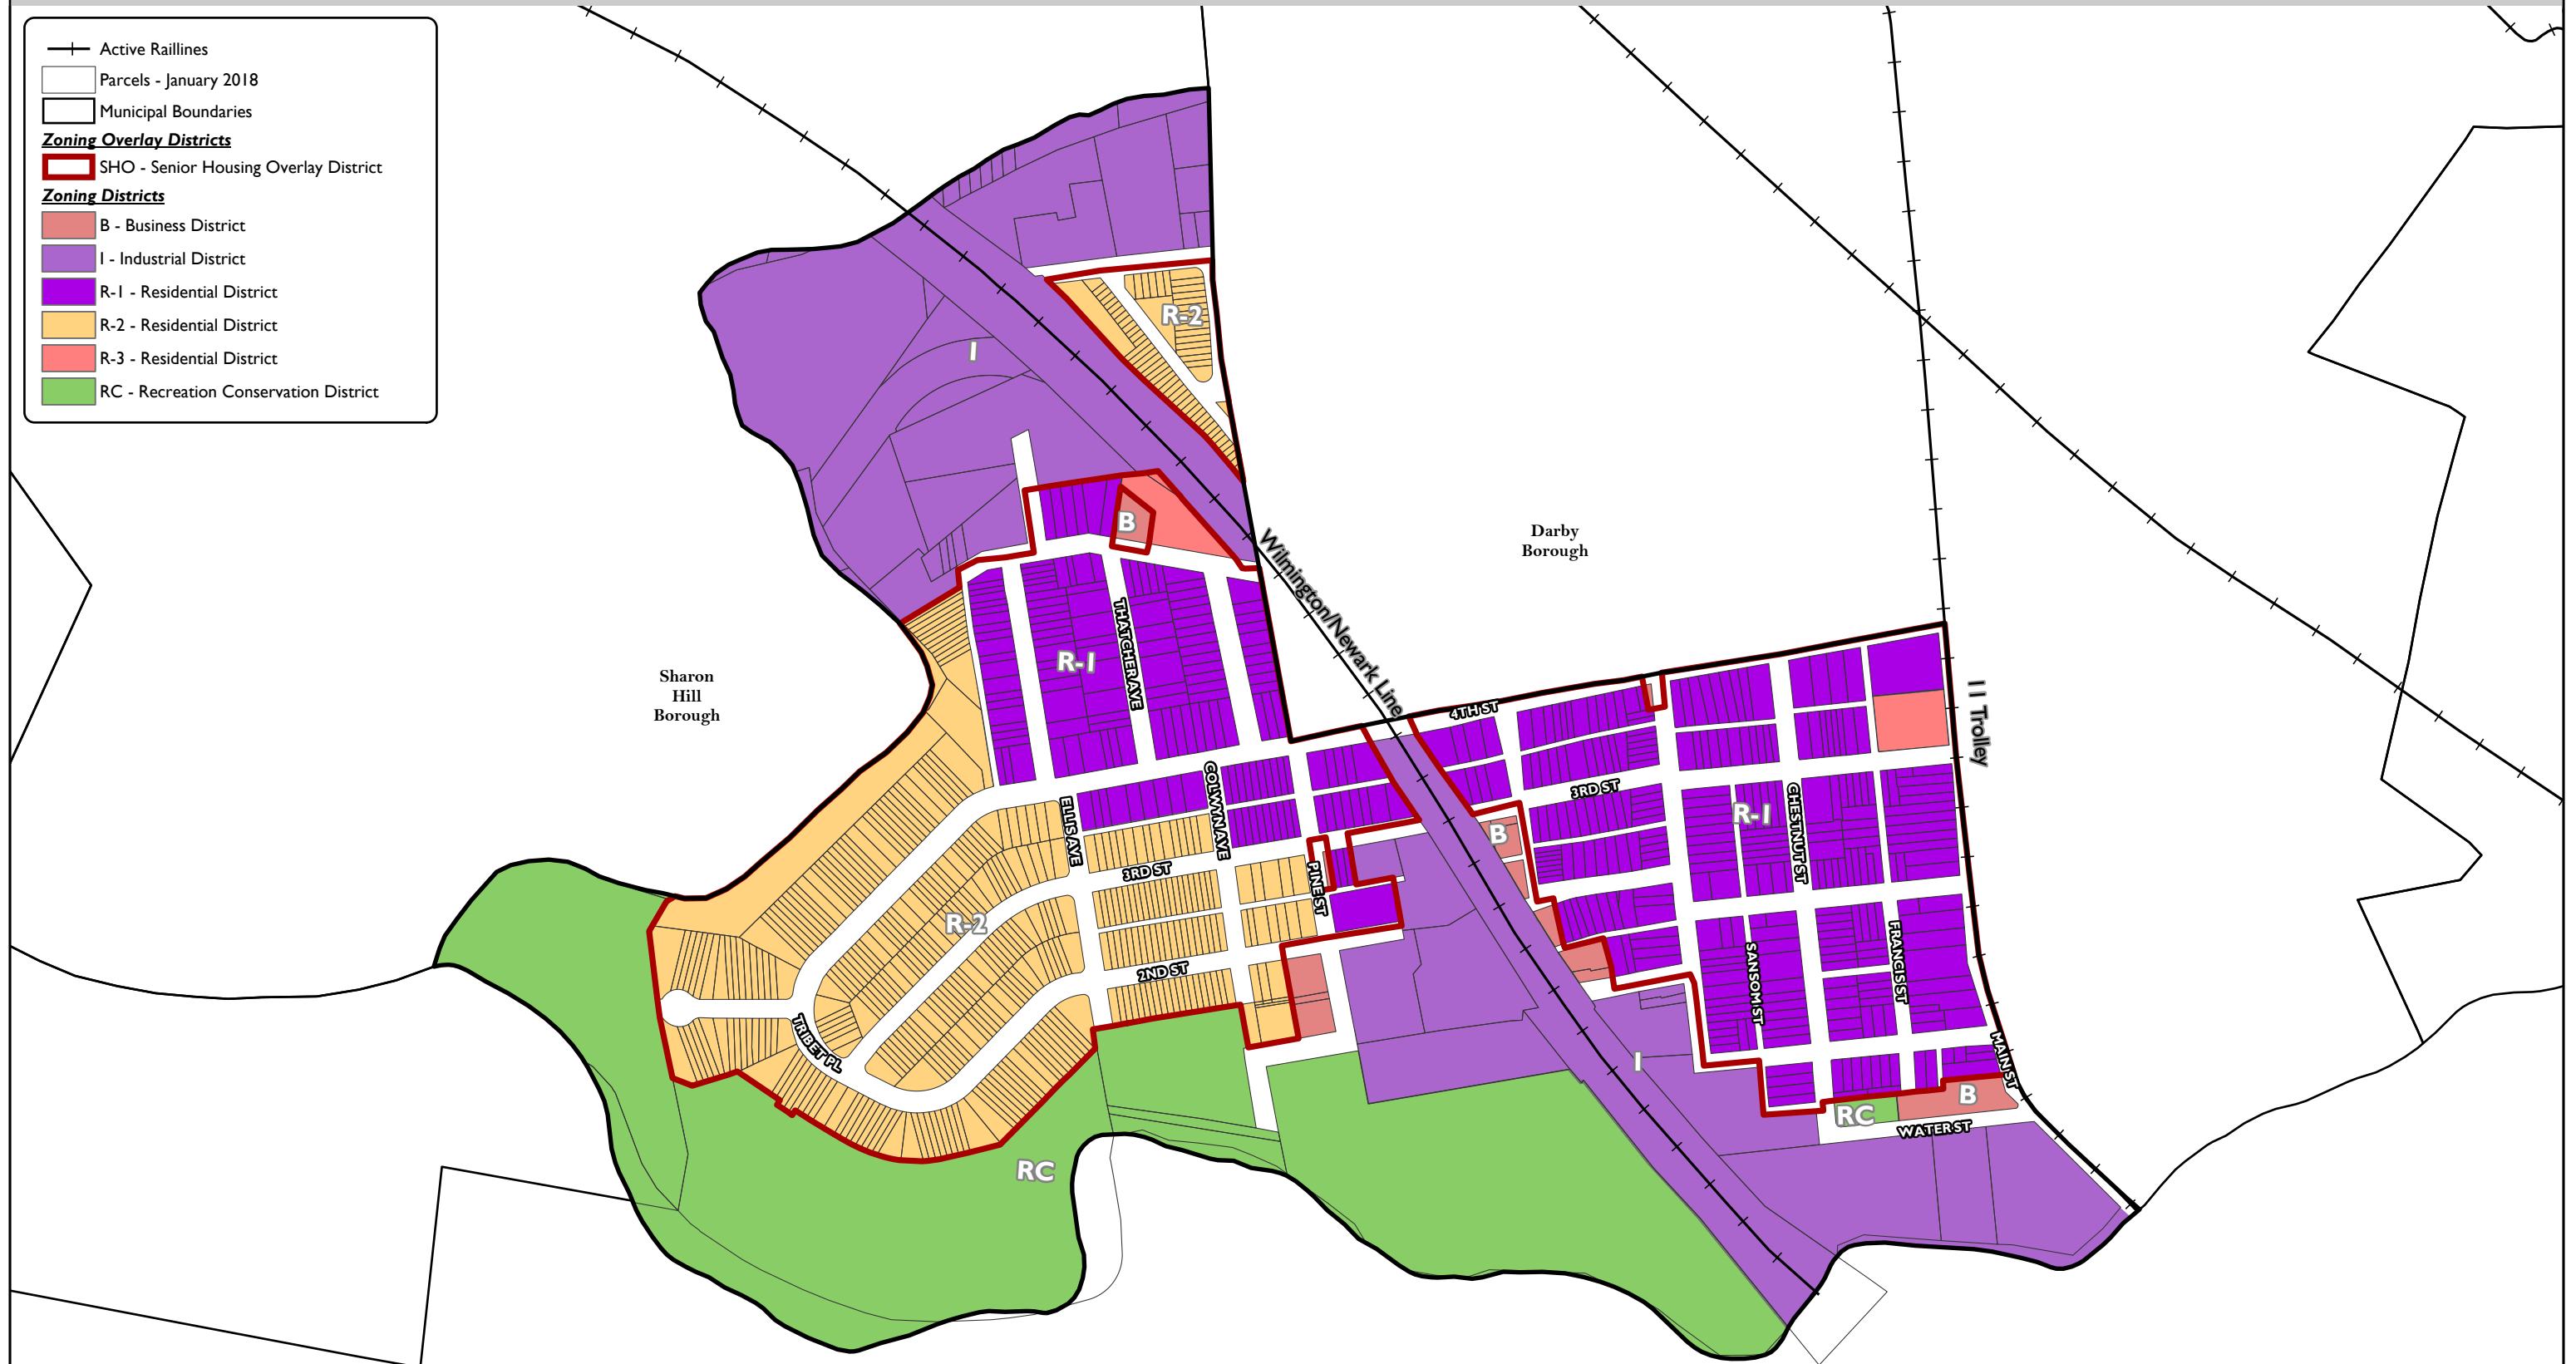 Active Raillines
Parcels - January 2018
Municipal Boundaries
Zoning Overlay Districts
SHO - Senior Housing Overlay District
Zoning Districts
B - Business District
I - Industrial District
R-1 - Residential District
R-2 - Residential District
R-3 - Residential District
RC - Recreation Conservation District
R-2
I
B
Wilmington/Newark Line
Darby
Borough
THATCHER AVE
R-1
Sharon
Hill
Borough
4TH ST
11 Trolley
COLWYN AVE
ELLIS AVE
3RD ST
CHESTNUT ST
R-1
B
3RD ST
PINE ST
R-2
2ND ST
FRANCIS ST
SANSOM ST
TRIBET PL
I
MAIN ST
B
RC
WATER ST
RC